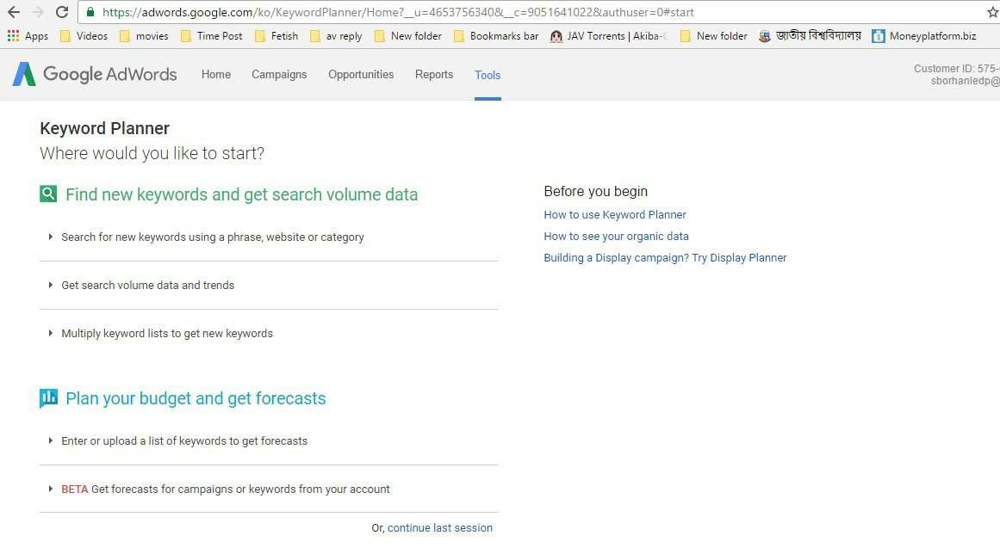 https://adwords.google.com/ko/KeywordPlanner/Home?__u=4653756340&__c=9051641022&authuser=0#start
Apps Videos movies Time Post Fetish av reply New folder Bookmarks bar JAV Torrents | Akiba- New folder জাতীয় বিশ্ববিদ্যালয় Moneyplatform.biz
Google AdWords Home Campaigns Opportunities Reports Tools Customer ID: 575-
sborhanledp@
Keyword Planner
Where would you like to start?
Find new keywords and get search volume data
Search for new keywords using a phrase, website or category
Get search volume data and trends
Multiply keyword lists to get new keywords
Plan your budget and get forecasts
Enter or upload a list of keywords to get forecasts
BETA Get forecasts for campaigns or keywords from your account
Or, continue last session
Before you begin
How to use Keyword Planner
How to see your organic data
Building a Display campaign? Try Display Planner